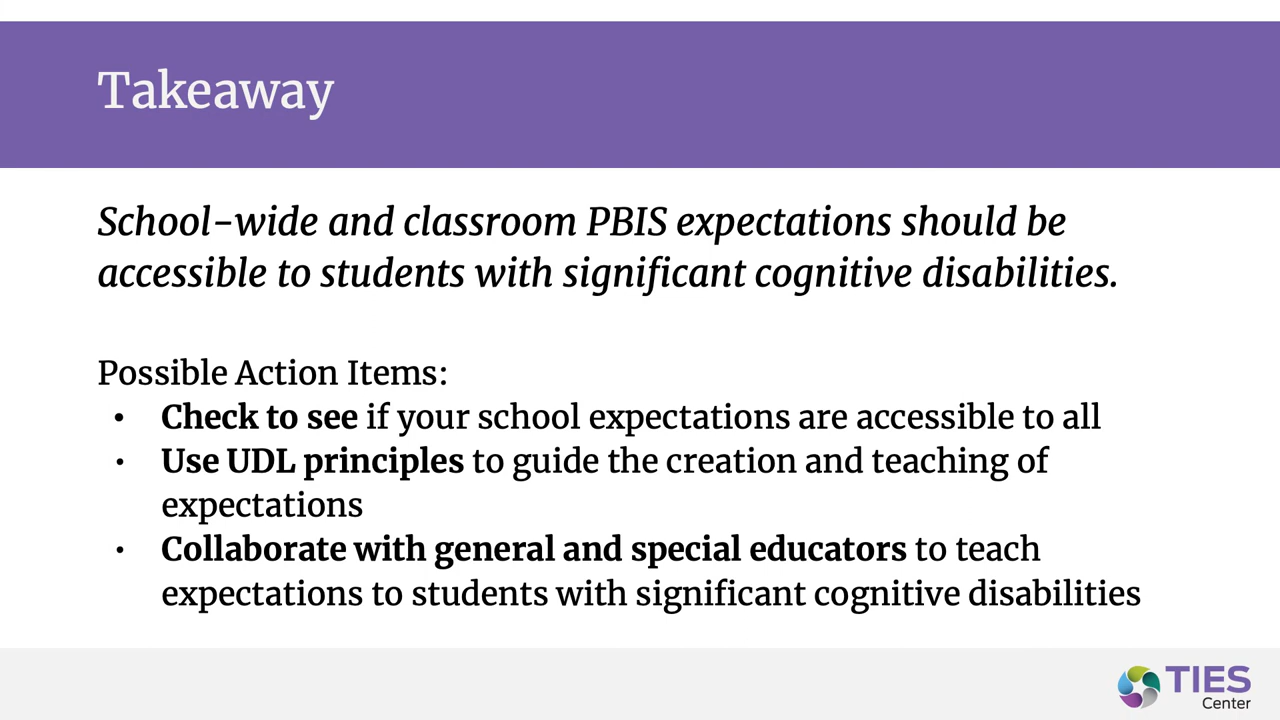 Takeaway
School-wide and classroom PBIS expectations should be
accessible to students with significant cognitive disabilities.
Possible Action Items:
• Check to see if your school expectations are accessible to all
• Use UDL principles to guide the creation and teaching of
expectations
• Collaborate with general and special educators to teach
expectations to students with significant cognitive disabilities
TIES
Center